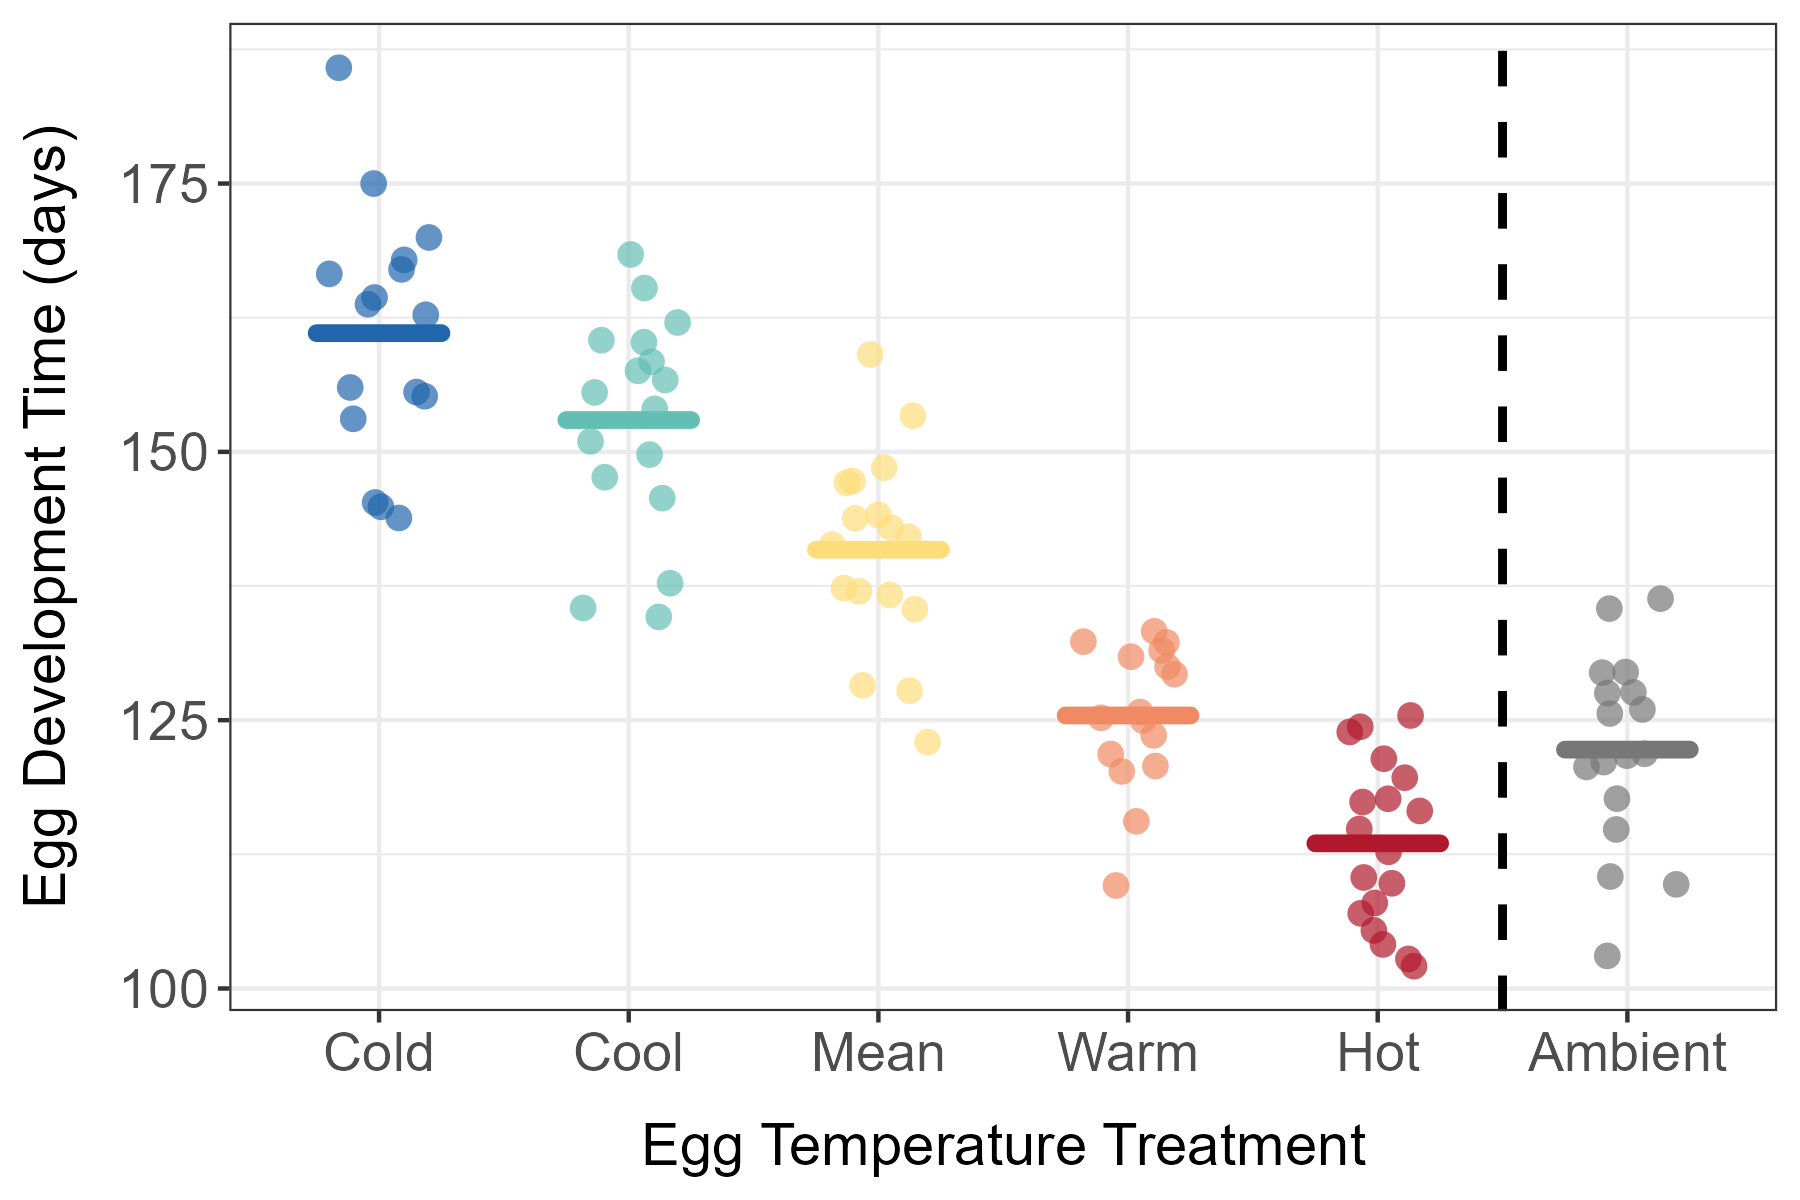 Egg Development Time (days)
175
150
125
100
Cold Cool Mean Warm Hot Ambient
Egg Temperature Treatment